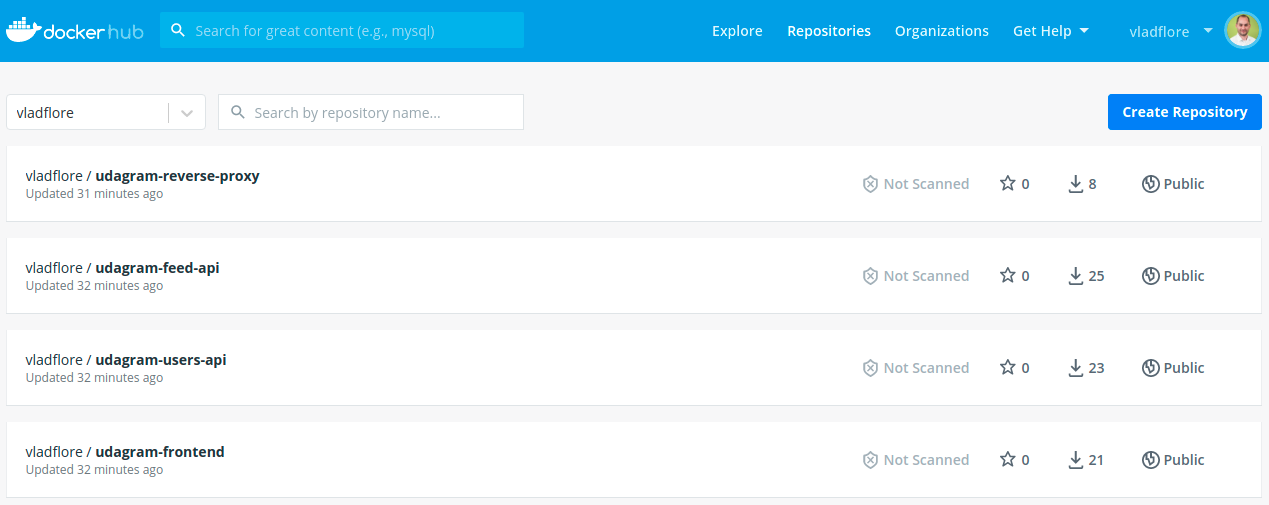 dockerhub Search for great content (e.g., mysql) Explore Repositories Organizations Get Help vladflore
vladflore Search by repository name... Create Repository
vladflore / udagram-reverse-proxy
Updated 31 minutes ago
Not Scanned 0 8 Public
vladflore / udagram-feed-api
Updated 32 minutes ago
Not Scanned 0 25 Public
vladflore / udagram-users-api
Updated 32 minutes ago
Not Scanned 0 23 Public
vladflore / udagram-frontend
Updated 32 minutes ago
Not Scanned 0 21 Public